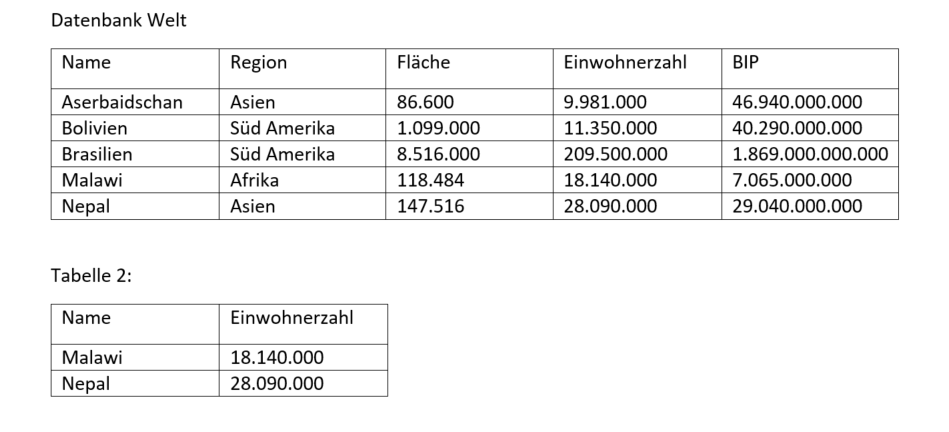 Datenbank Welt
Name Region Fläche Einwohnerzahl BIP
Aserbaidschan Asien 86.600 9.981.000 46.940.000.000
Bolivien Süd Amerika 1.099.000 11.350.000 40.290.000.000
Brasilien Süd Amerika 8.516.000 209.500.000 1.869.000.000.000
Malawi Afrika 118.484 18.140.000 7.065.000.000
Nepal Asien 147.516 28.090.000 29.040.000.000
Tabelle 2:
Name Einwohnerzahl
Malawi 18.140.000
Nepal 28.090.000